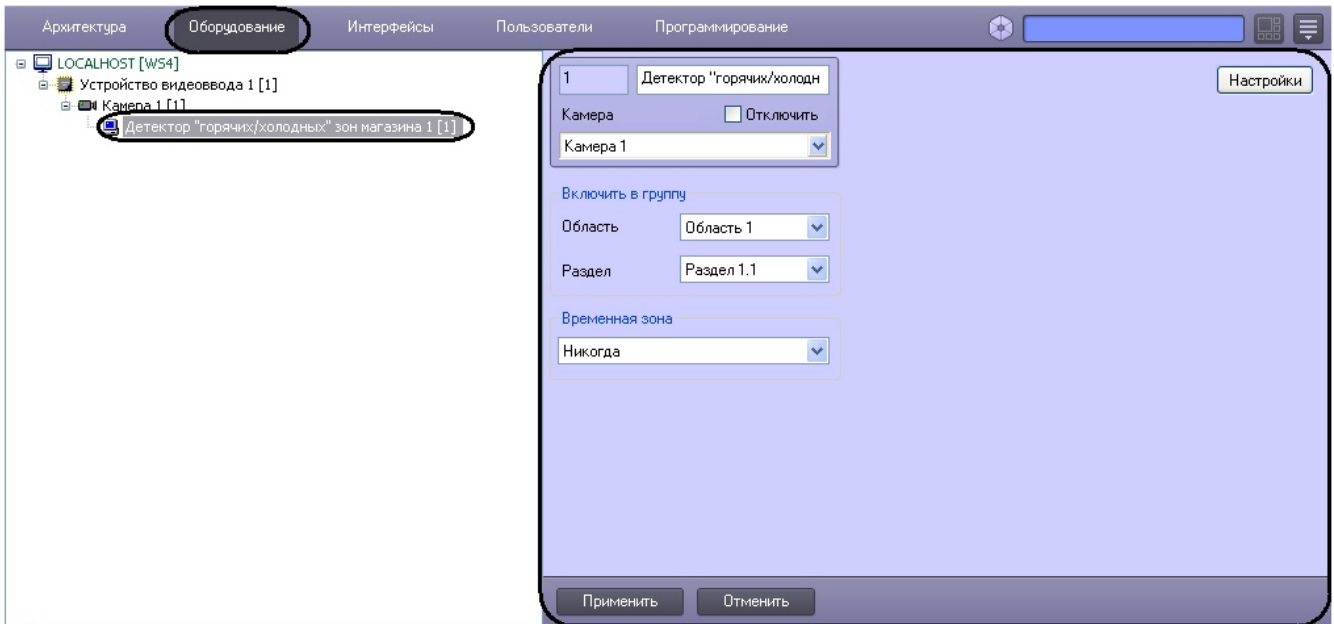 Архитектура Оборудование Интерфейсы Пользователи Программирование
LOCALHOST [WS4]
Устройство видеоввода 1 [1]
Камера 1 [1]
Детектор "горячих/холодных" зон магазина 1 [1]
1 Детектор "горячих/холодн
Настройки
Камера Отключить
Камера 1
Включить в группу
Область Область 1
Раздел Раздел 1.1
Временная зона
Никогда
Применить Отменить